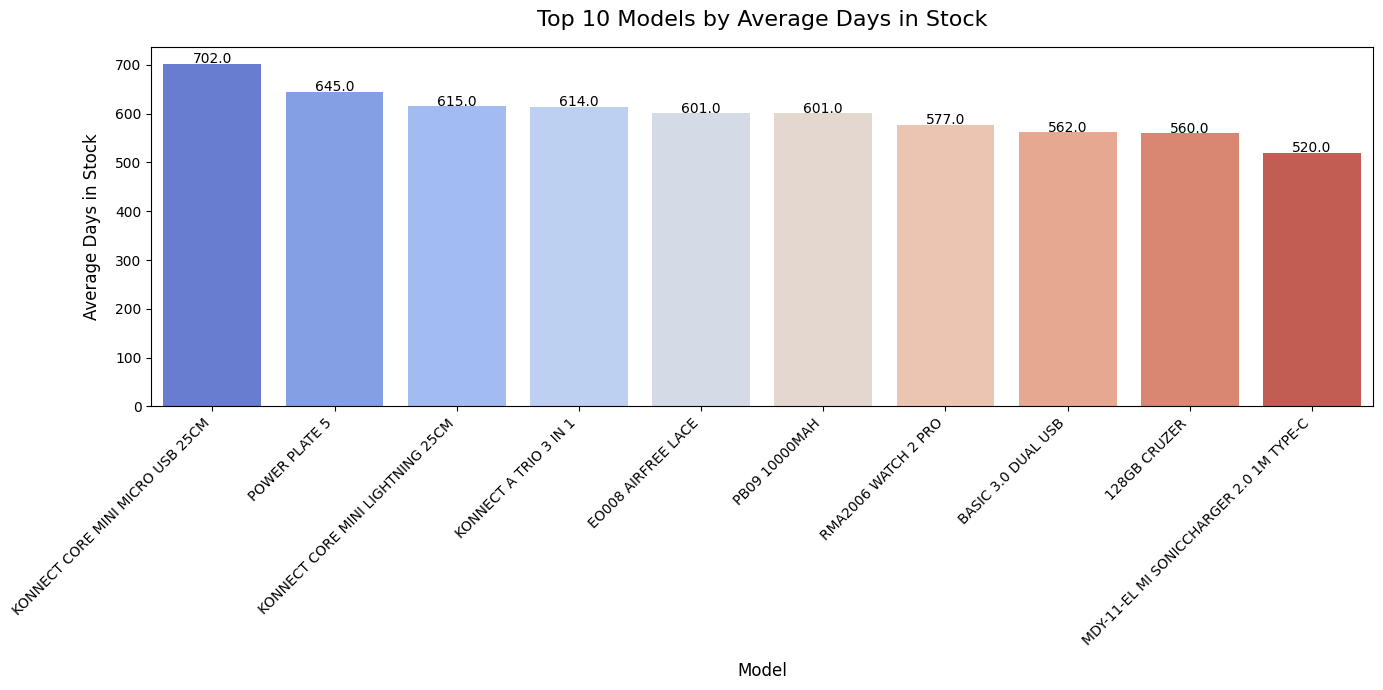 Top 10 Models by Average Days in Stock
Average Days in Stock
700
600
500
400
300
200
100
0
702.0
645.0
615.0
614.0
601.0
601.0
577.0
562.0
560.0
520.0
KONNECT CORE MINI MICRO USB 25CM
POWER PLATE 5
KONNECT CORE MINI LIGHTNING 25CM
KONNECT A TRIO 3 IN 1
EO008 AIRFREE LACE
PB09 10000MAH
RMA2006 WATCH 2 PRO
BASIC 3.0 DUAL USB
128GB CRUZER
MDY-11-EL MI SONICCHARGER 2.0 1M TYPE-C
Model